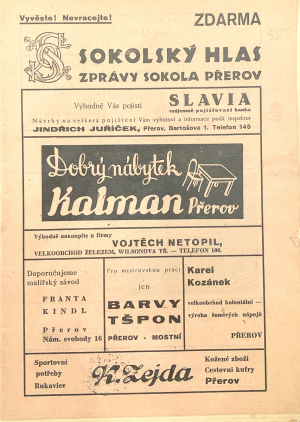 Vyvěste! Nevracejte! ZDARMA
SOKOLSKÝ HLAS
ZPRÁVY SOKOLA PŘEROV
Výhodně Vás pojistí SLAVIA
vzájemně pojišťovací banka
Návrhy na veškerá pojištění Vám vyhotoví a informace podá inspektor
JINDŘICH JUŘÍČEK, Přerov, Bartošova 1. Telefon 145
Dobrý nábytek
Kalman Přerov
Výhodně nakoupíte u firmy
VOJTĚCH NETOPIL,
VELKOOBCHOD ŽELEZEM, WILSONOVA TŘ. — TELEFON 100.
Doporučujeme
malířský závod
FRANTA
KINDL
Přerov
Nám. svobody 16
Pro mistrovskou práci
jen
BARVY
TŠPON
PŘEROV - MOSTNÍ
Karel
Kozánek
velkoobchod koloniální —
výroba šumivých nápojů
PŘEROV
Sportovní
potřeby
Rukavice
K. Zejda
Kožené zboží
Cestovní kufry
Přerov